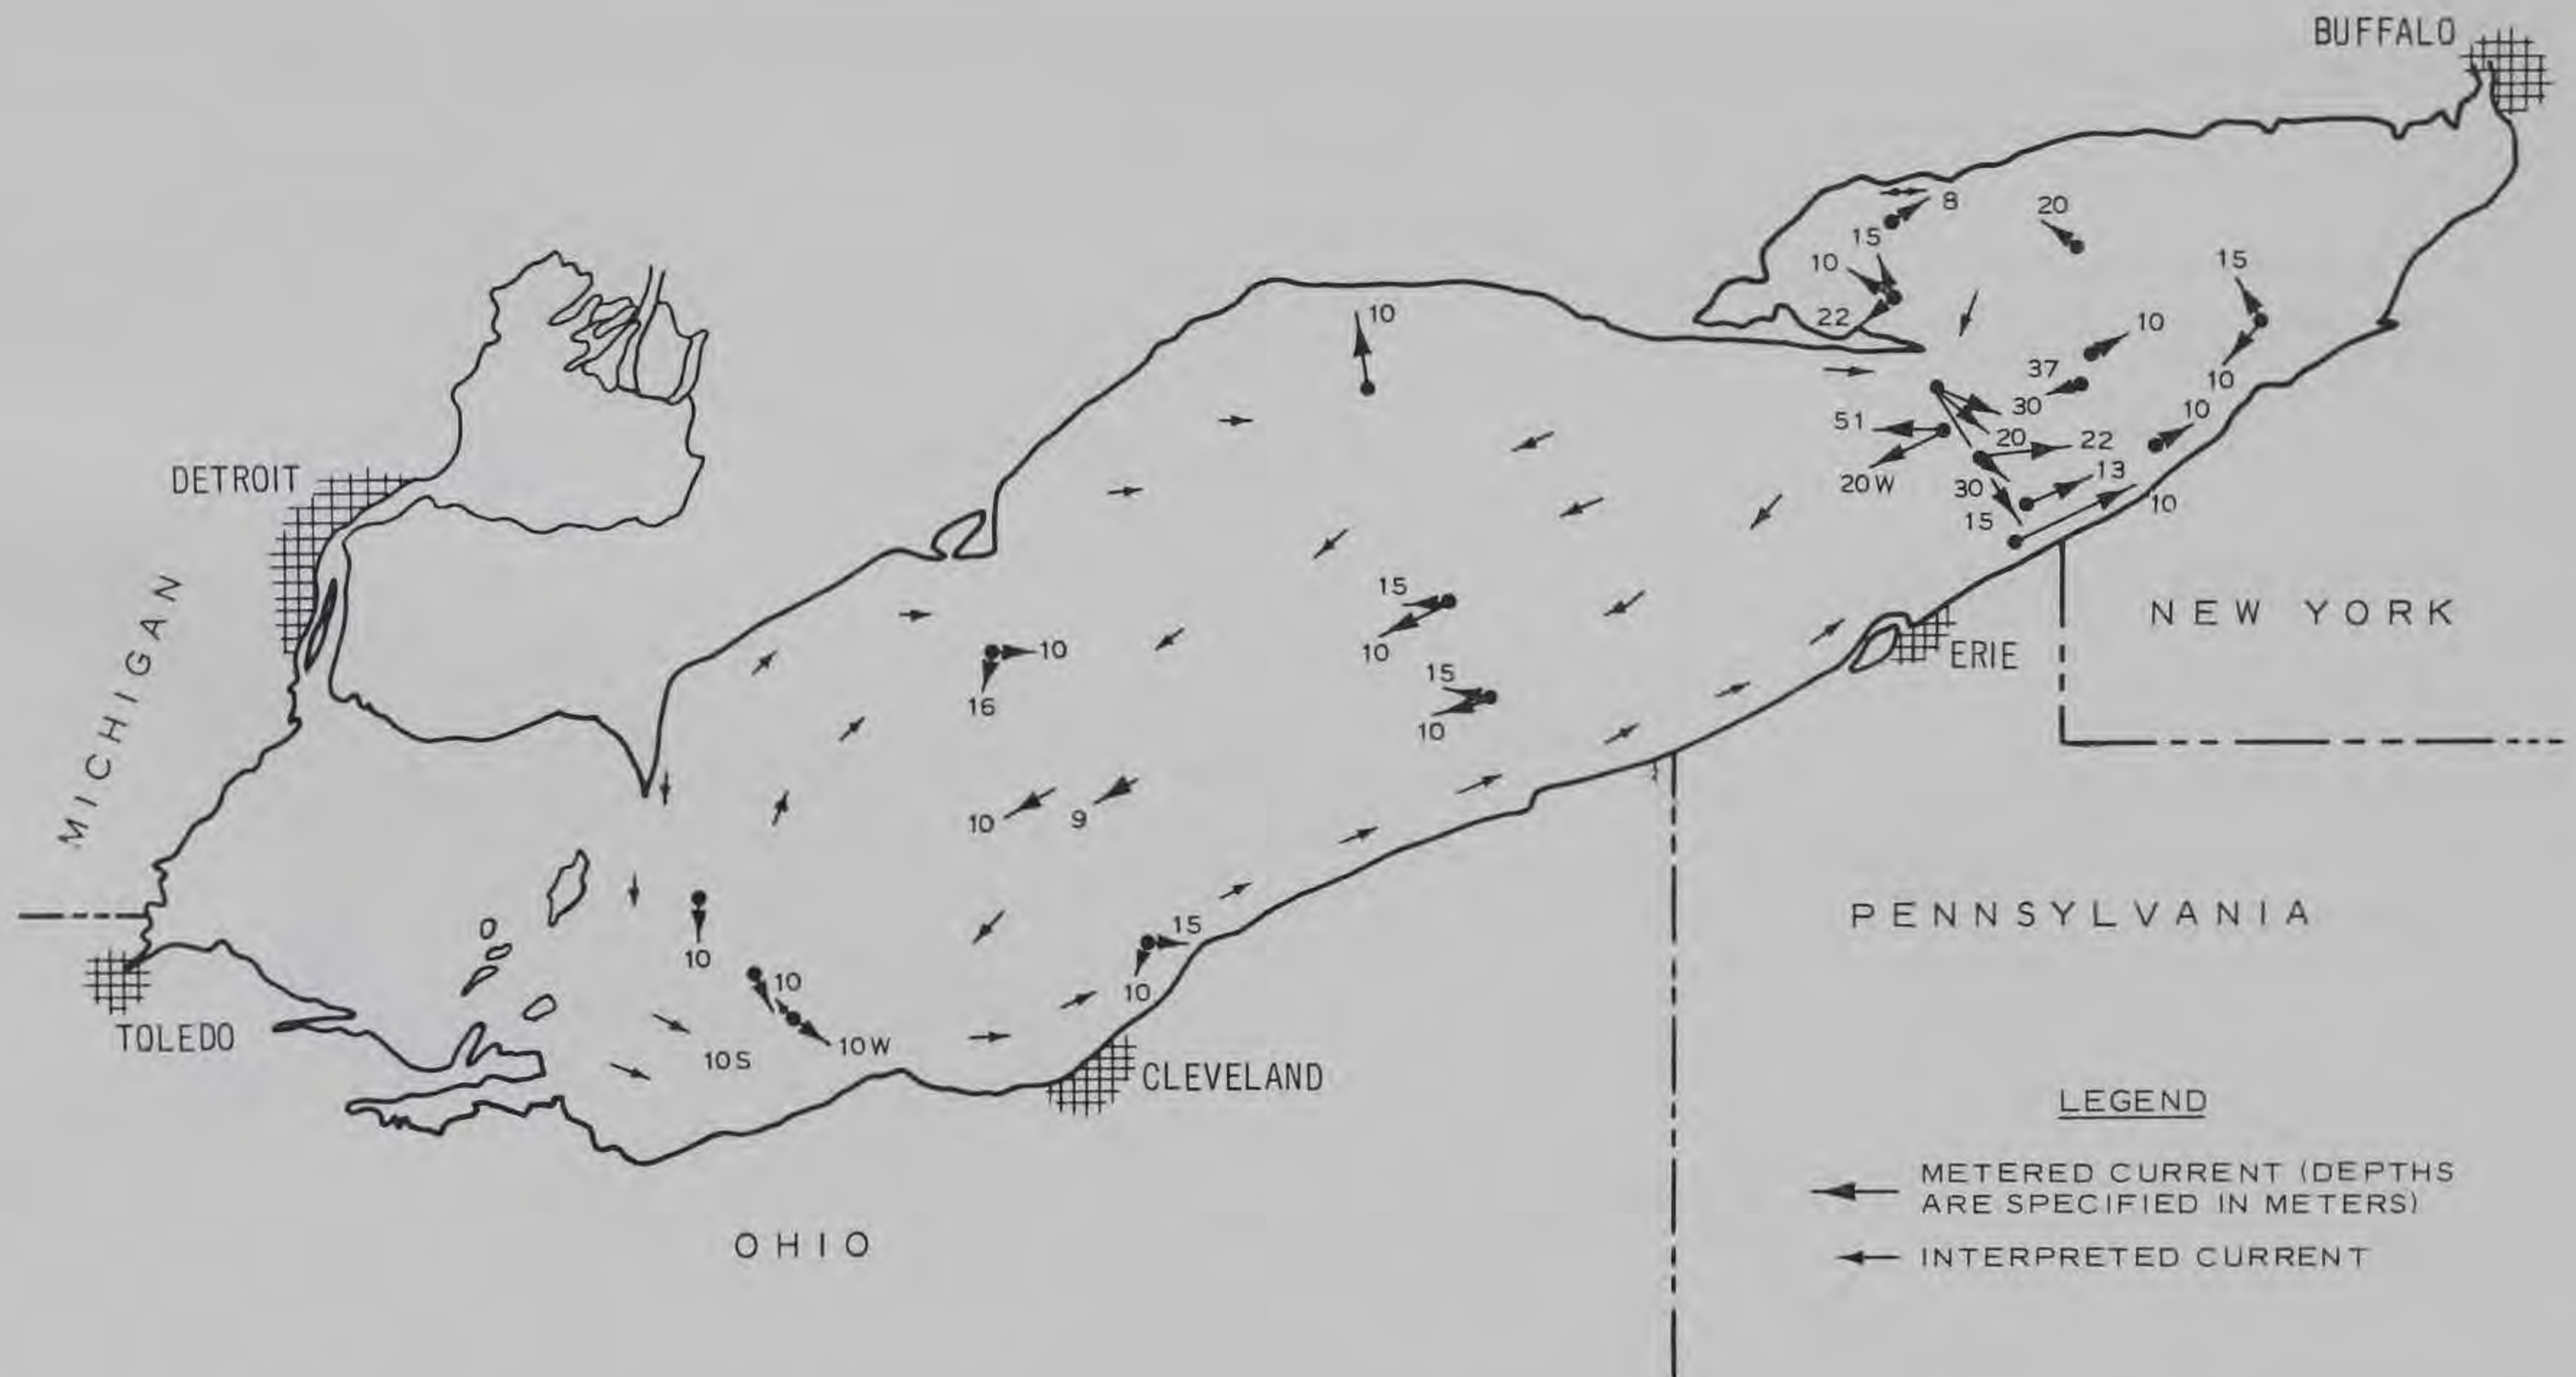 BUFFALO
8
20
15
10
15
22
10
10
37
10
30
10
51
20
22
20W
13
30
10
15
DETROIT
MICHIGAN
15
NEW YORK
10
10
ERIE
16
15
10
10
9
PENNSYLVANIA
15
10
10
10
TOLEDO
10S
10W
CLEVELAND
OHIO
LEGEND
METERED CURRENT (DEPTHS
ARE SPECIFIED IN METERS)
INTERPRETED CURRENT